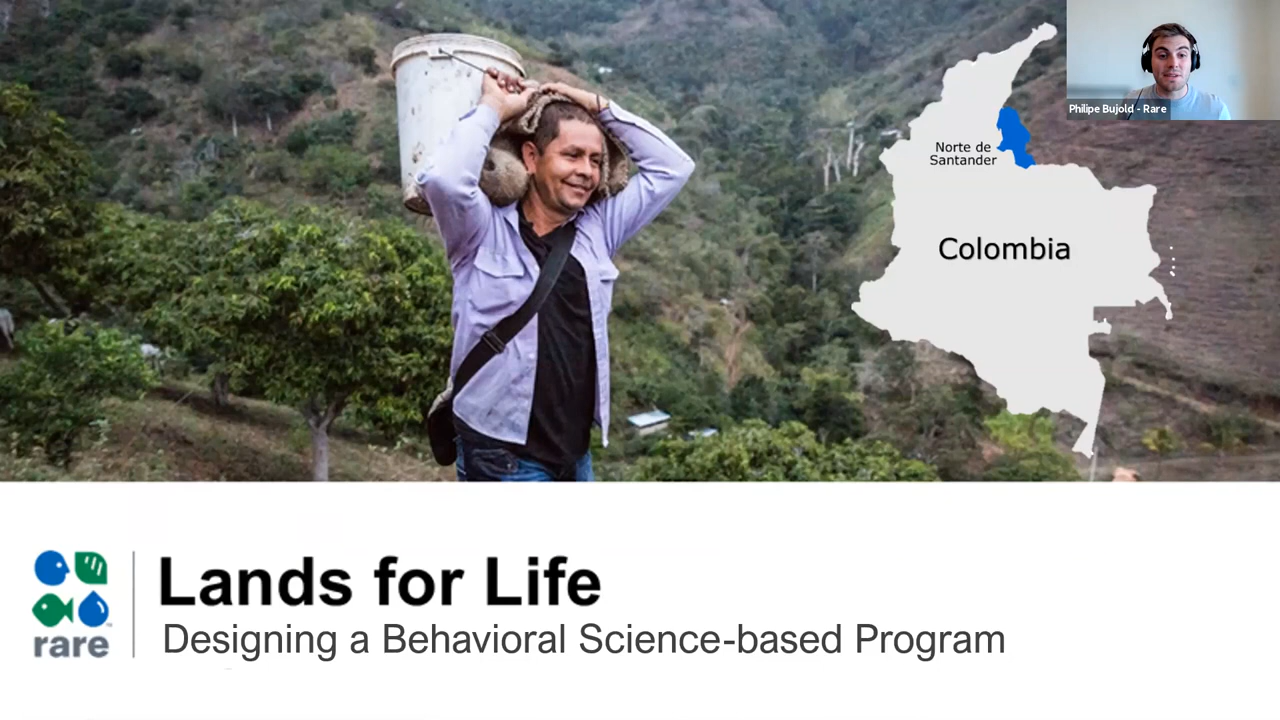 Philipe Bujold - Rare
Norte de
Santander
Colombia
Lands for Life
Designing a Behavioral Science-based Program
rare